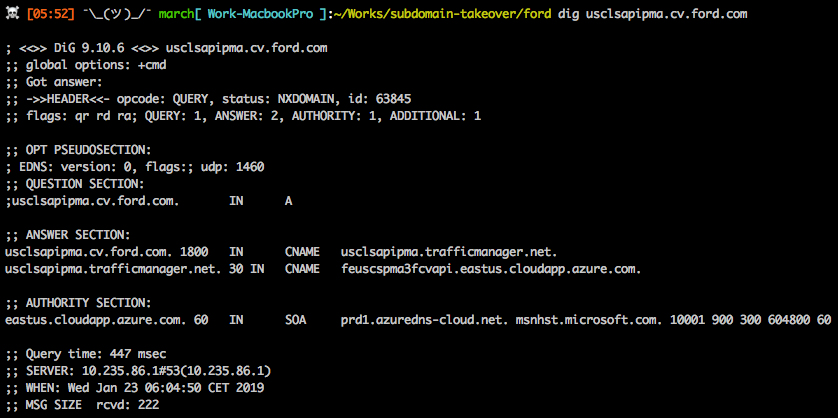 ☠ [05:52] ¯\_(ツ)_/¯ march[ Work-MacbookPro ]:~/Works/subdomain-takeover/ford dig usclsapipma.cv.ford.com
; <<>> DiG 9.10.6 <<>> usclsapipma.cv.ford.com
;; global options: +cmd
;; Got answer:
;; ->>HEADER<<- opcode: QUERY, status: NXDOMAIN, id: 63845
;; flags: qr rd ra; QUERY: 1, ANSWER: 2, AUTHORITY: 1, ADDITIONAL: 1
;; OPT PSEUDOSECTION:
; EDNS: version: 0, flags:; udp: 1460
;; QUESTION SECTION:
;usclsapipma.cv.ford.com. IN A
;; ANSWER SECTION:
usclsapipma.cv.ford.com. 1800 IN CNAME usclsapipma.trafficmanager.net.
usclsapipma.trafficmanager.net. 30 IN CNAME feuscspma3fcvapi.eastus.cloudapp.azure.com.
;; AUTHORITY SECTION:
eastus.cloudapp.azure.com. 60 IN SOA prd1.azuredns-cloud.net. msnhst.microsoft.com. 10001 900 300 604800 60
;; Query time: 447 msec
;; SERVER: 10.235.86.1#53(10.235.86.1)
;; WHEN: Wed Jan 23 06:04:50 CET 2019
;; MSG SIZE rcvd: 222